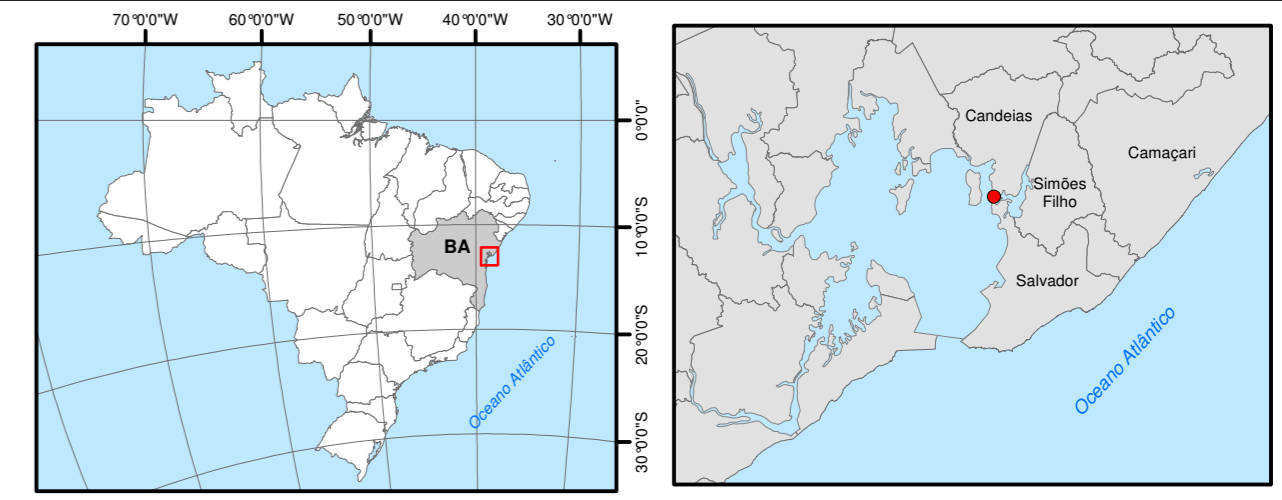 70°0'0"W 60°0'0"W 50°0'0"W 40°0'0"W 30°0'0"W
0°0'0"
10°0'0"S
20°0'0"S
30°0'0"S
BA
Oceano Atlântico
Candeias
Camaçari
Simões
Filho
Salvador
Oceano Atlântico